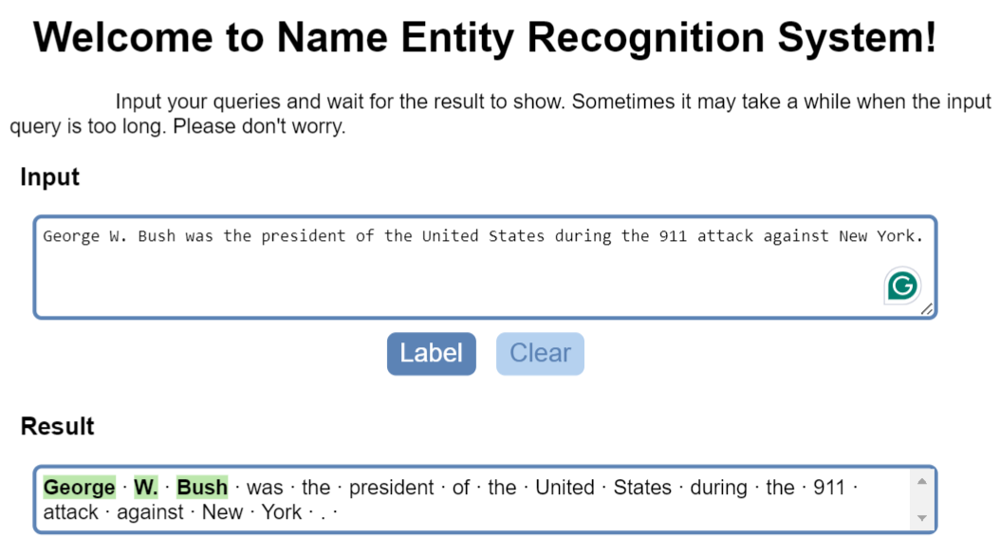 Welcome to Name Entity Recognition System!
Input your queries and wait for the result to show. Sometimes it may take a while when the input
query is too long. Please don't worry.
Input
George W. Bush was the president of the United States during the 911 attack against New York.
G
Label Clear
Result
George · W. · Bush · was · the · president · of · the · United · States · during · the · 911 ·
attack · against · New · York · . ·